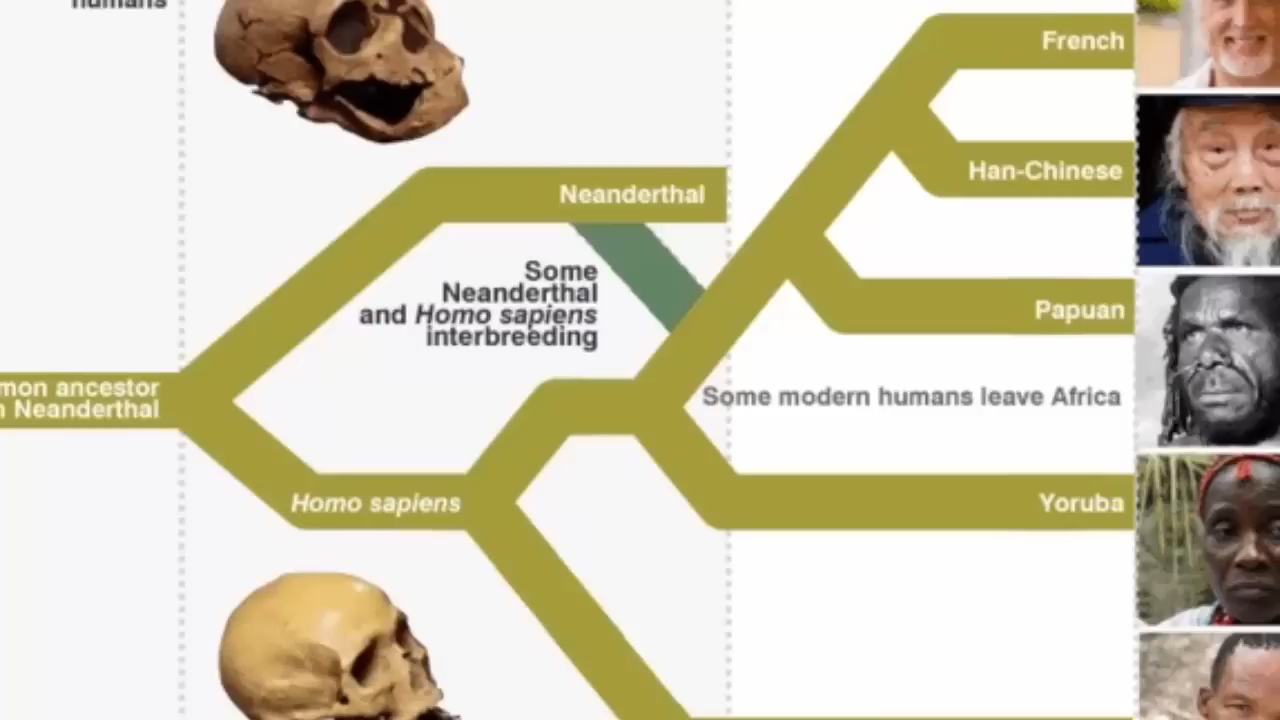 humans
French
Han-Chinese
Neanderthal
Some
Neanderthal
and Homo sapiens
interbreeding
Papuan
mon ancestor
n Neanderthal
Some modern humans leave Africa
Homo sapiens
Yoruba